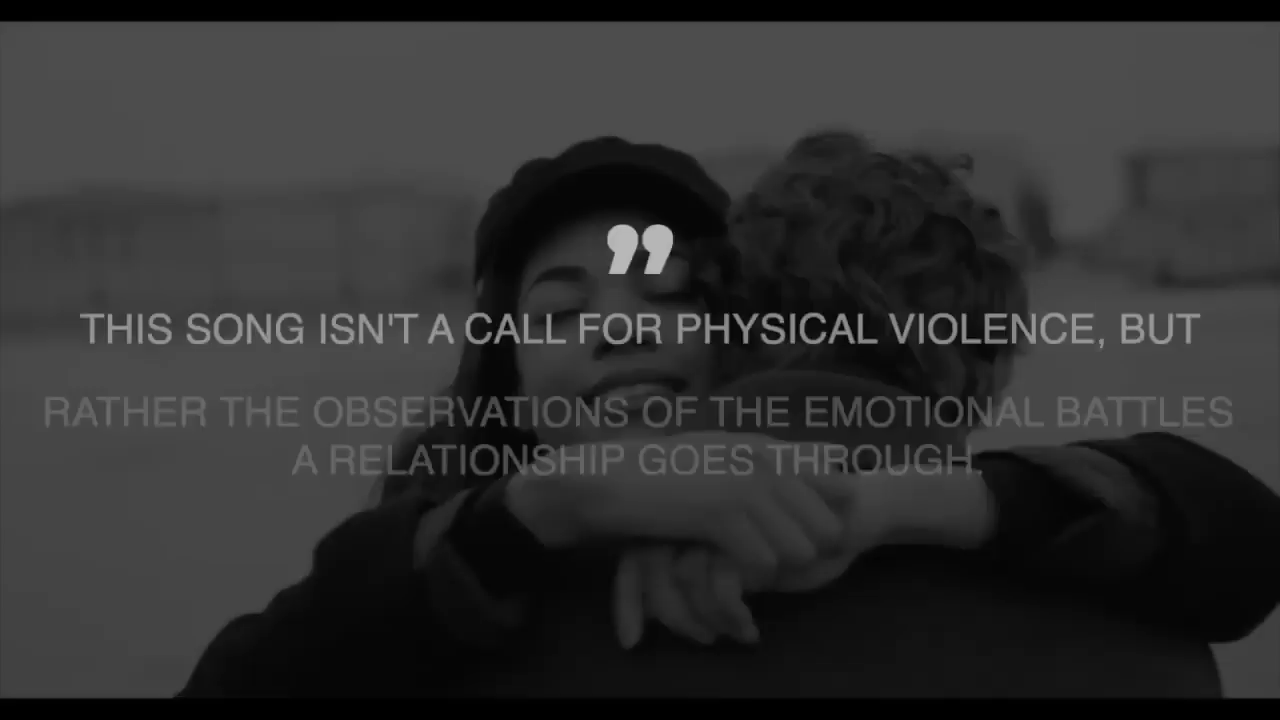 ”
THIS SONG ISN'T A CALL FOR PHYSICAL VIOLENCE, BUT
RATHER THE OBSERVATIONS OF THE EMOTIONAL BATTLES
A RELATIONSHIP GOES THROUGH.